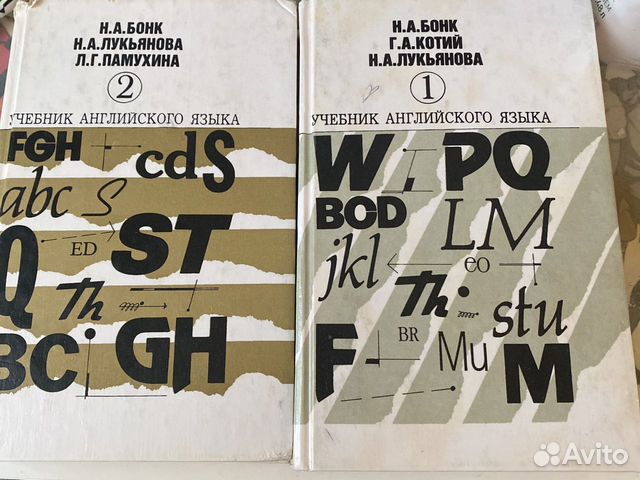 Н.А.БОНК
Н.А.ЛУКЬЯНОВА
Л.Г.ПАМУХИНА
2
УЧЕБНИК АНГЛИЙСКОГО ЯЗЫКА
FGH
cdS
abc S
Q
ED
ST
Th
BC
GH
Н.А.БОНК
Г.А.КОТИЙ
Н.А.ЛУКЬЯНОВА
1
УЧЕБНИК АНГЛИЙСКОГО ЯЗЫКА
W PQ
BOD
LM
jkl
eo
Th
stu
F
BR
Mu
M
Avito